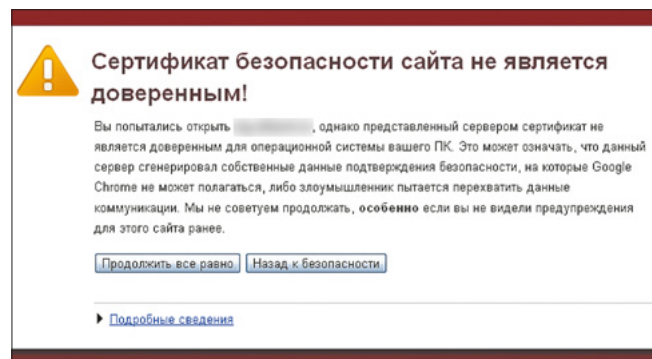 Сертификат безопасности сайта не является
доверенным!
Вы попытались открыть , однако представленный сервером сертификат не
является доверенным для операционной системы вашего ПК. Это может означать, что данный
сервер сгенерировал собственные данные подтверждения безопасности, на которые Google
Chrome не может полагаться, либо злоумышленник пытается перехватить данные
коммуникации. Мы не советуем продолжать, особенно если вы не видели предупреждения
для этого сайта ранее.
Продолжить все равно Назад к безопасности
Подробные сведения